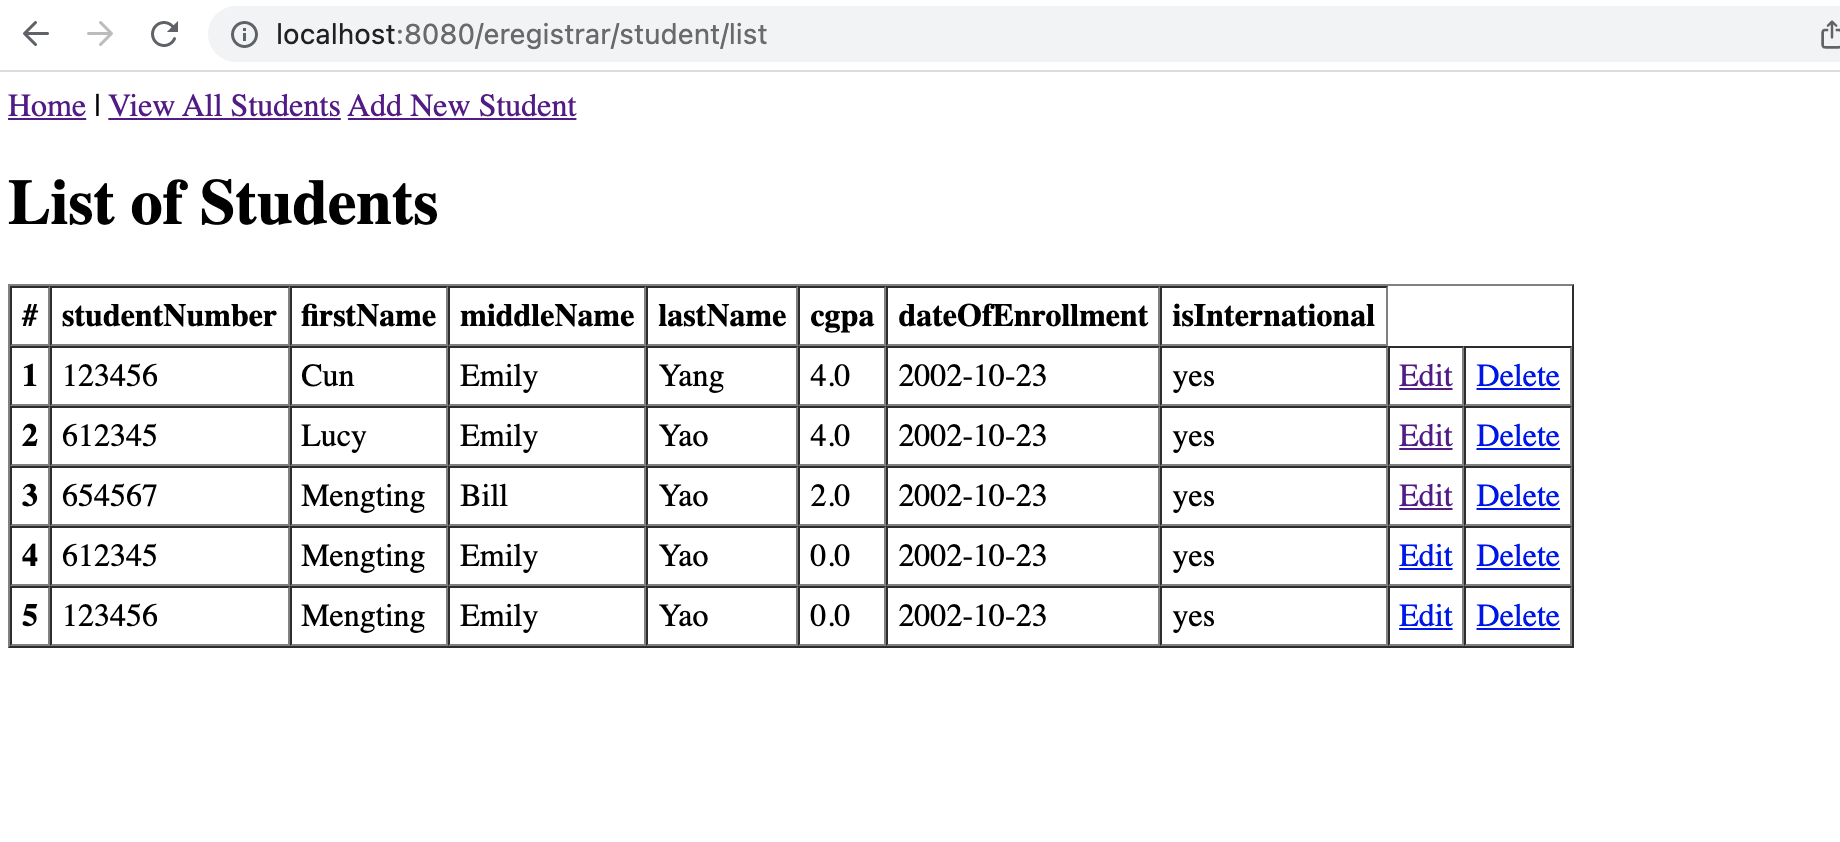 localhost:8080/eregistrar/student/list
Home | View All Students Add New Student
List of Students
# studentNumber firstName middleName lastName cgpa dateOfEnrollment isInternational
1 123456 Cun Emily Yang 4.0 2002-10-23 yes Edit Delete
2 612345 Lucy Emily Yao 4.0 2002-10-23 yes Edit Delete
3 654567 Mengting Bill Yao 2.0 2002-10-23 yes Edit Delete
4 612345 Mengting Emily Yao 0.0 2002-10-23 yes Edit Delete
5 123456 Mengting Emily Yao 0.0 2002-10-23 yes Edit Delete